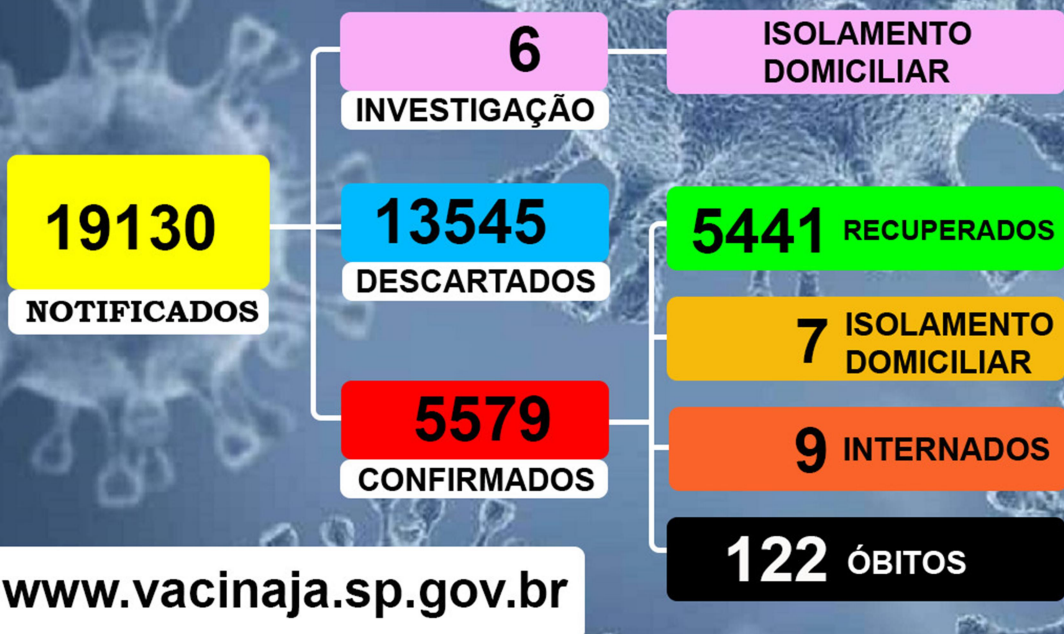 6
INVESTIGAÇÃO
ISOLAMENTO
DOMICILIAR
19130
NOTIFICADOS
13545
DESCARTADOS
5579
CONFIRMADOS
5441 RECUPERADOS
7 ISOLAMENTO
DOMICILIAR
9 INTERNADOS
122 ÓBITOS
www.vacinaja.sp.gov.br